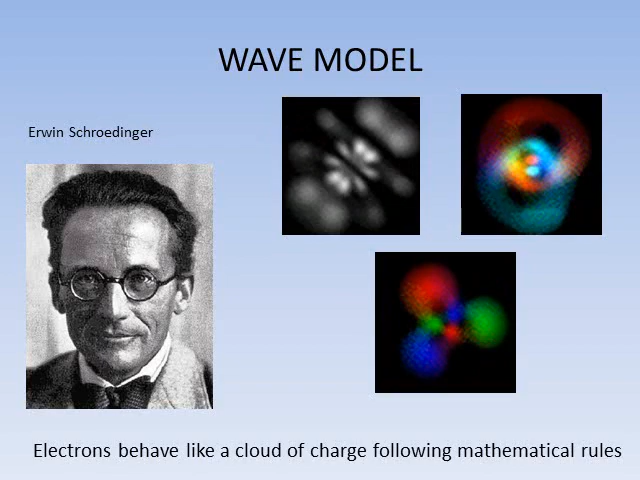 WAVE MODEL
Erwin Schroedinger
Electrons behave like a cloud of charge following mathematical rules